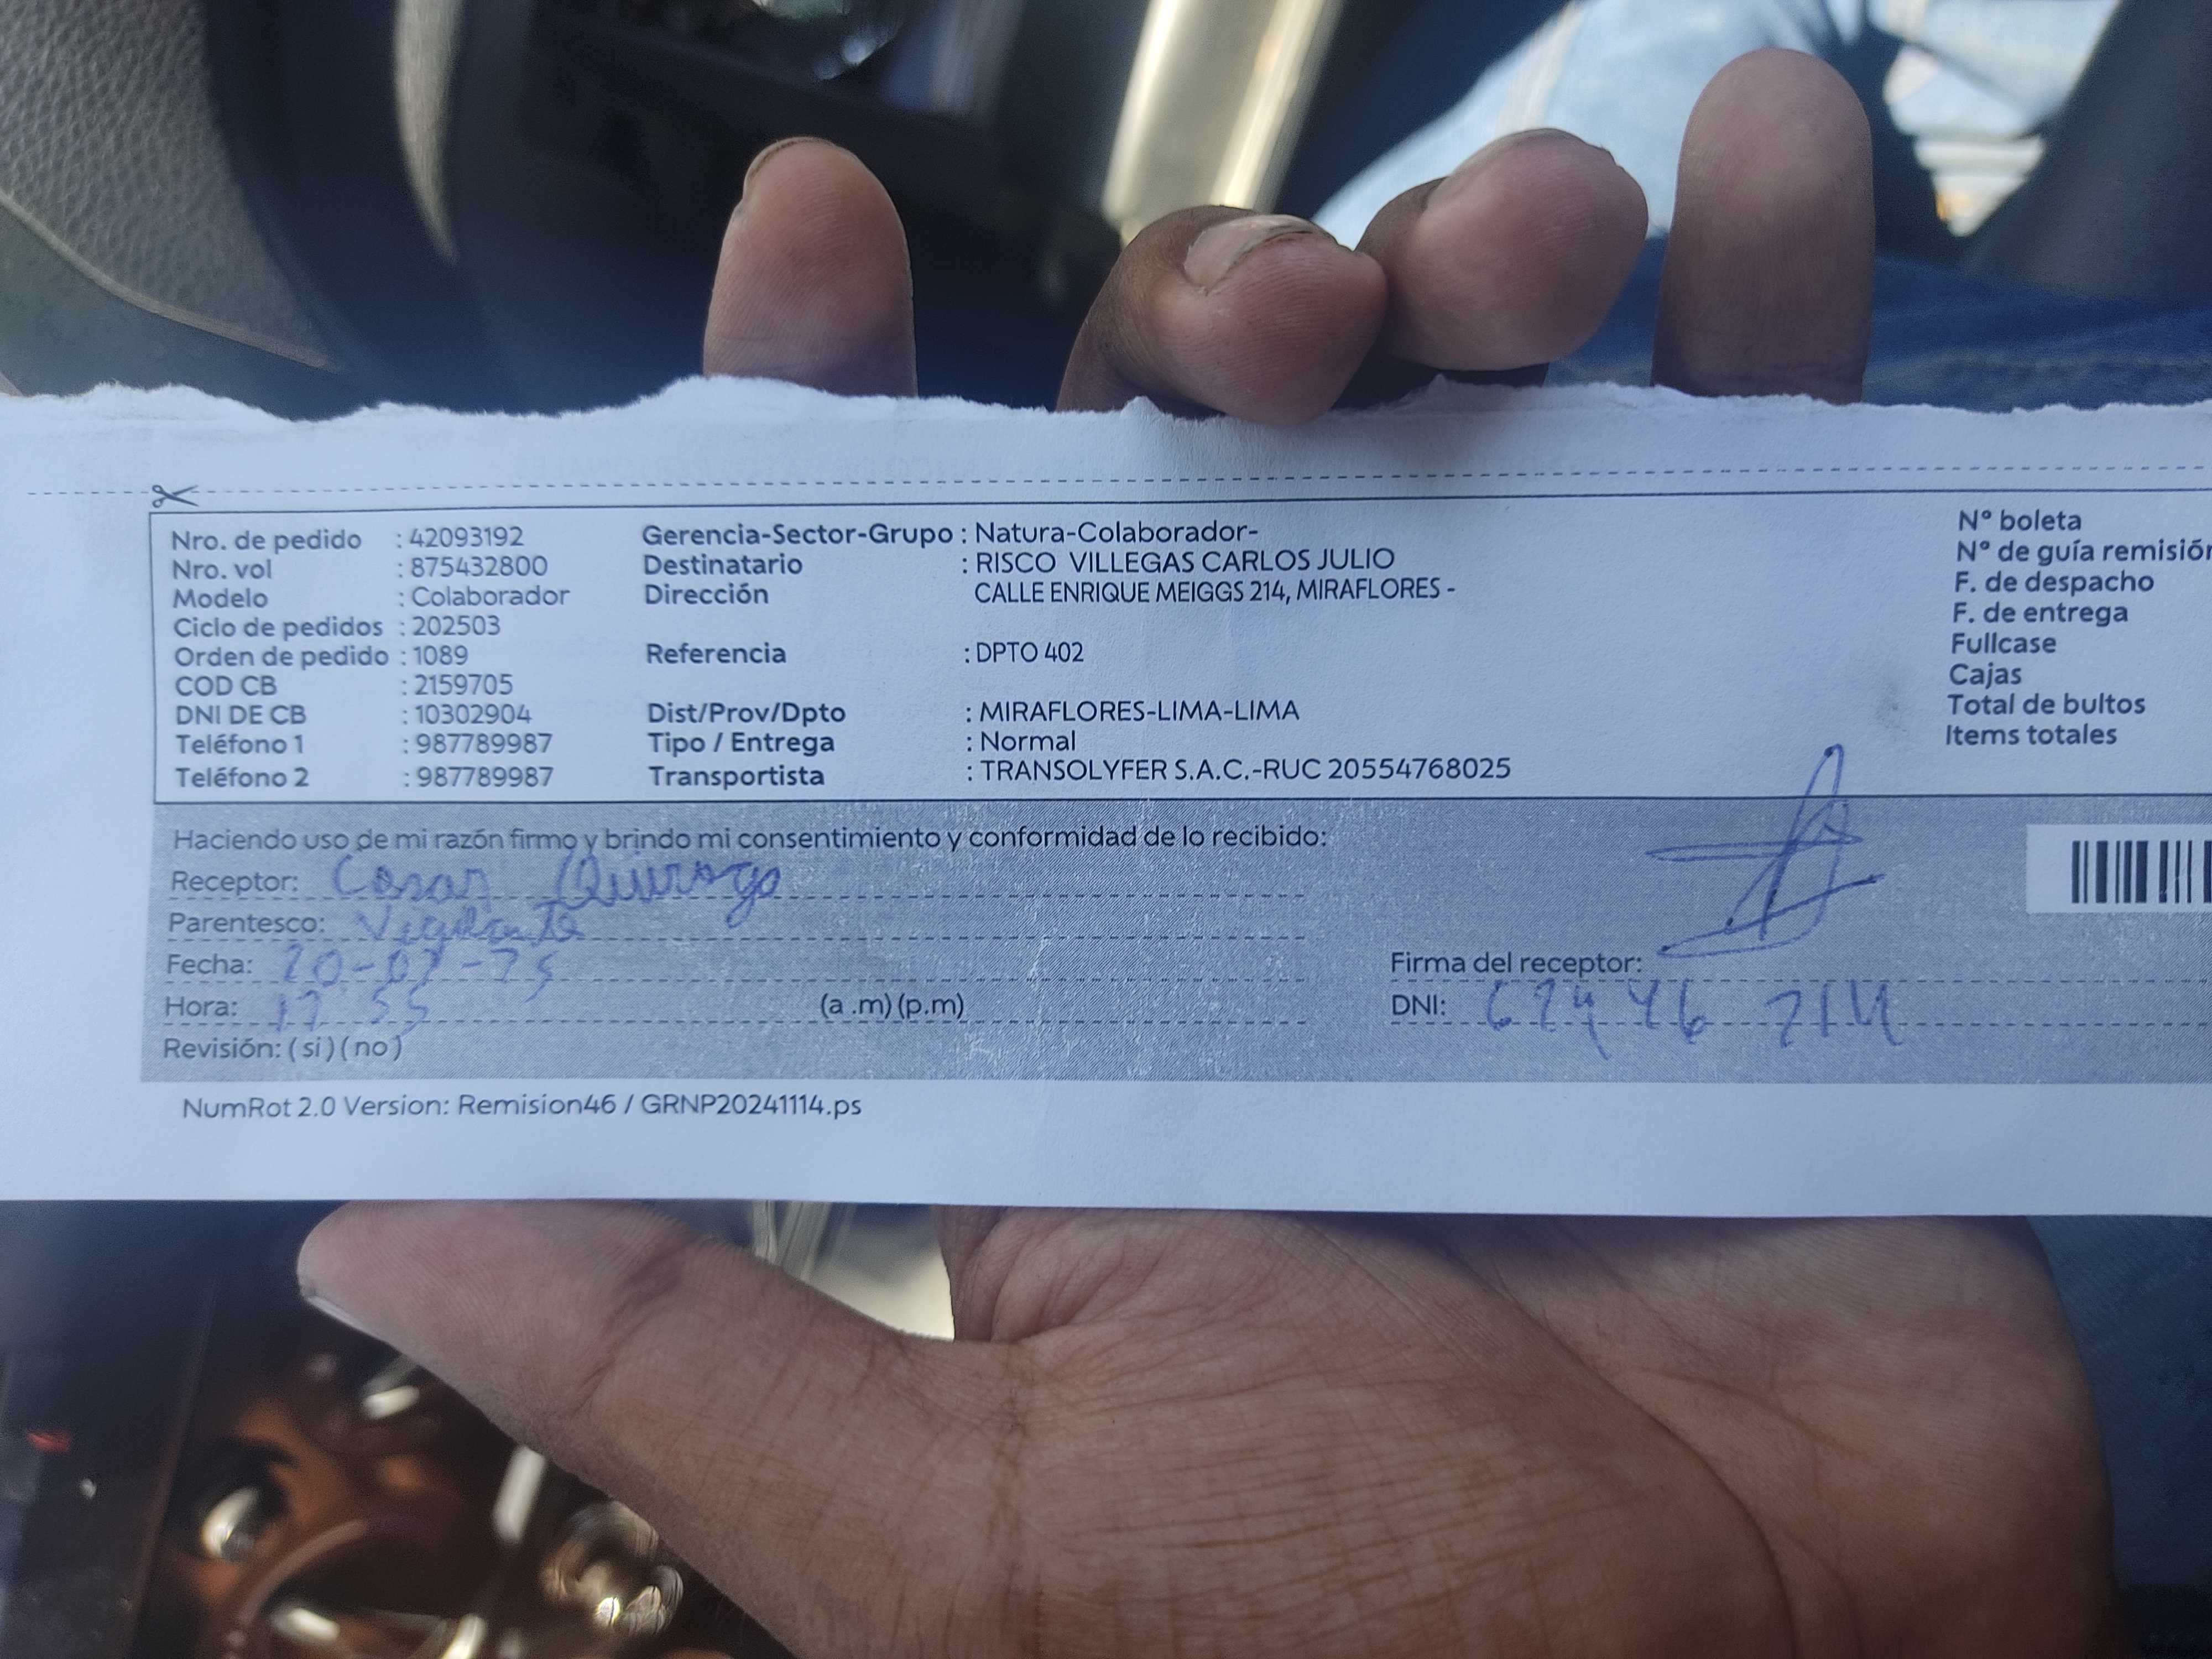 Nro. de pedido : 42093192 Gerencia-Sector-Grupo : Natura-Colaborador- N° boleta
Nro. vol : 875432800 Destinatario : RISCO VILLEGAS CARLOS JULIO N° de guía remisión
Modelo : Colaborador Dirección CALLE ENRIQUE MEIGGS 214, MIRAFLORES - F. de despacho
Ciclo de pedidos : 202503 F. de entrega
Orden de pedido : 1089 Referencia : DPTO 402 Fullcase
COD CB : 2159705 Cajas
DNI DE CB : 10302904 Dist/Prov/Dpto : MIRAFLORES-LIMA-LIMA Total de bultos
Teléfono 1 : 987789987 Tipo / Entrega : Normal Items totales
Teléfono 2 : 987789987 Transportista : TRANSOLYFER S.A.C.-RUC 20554768025
Haciendo uso de mi razón firmo y brindo mi consentimiento y conformidad de lo recibido:
Receptor:
Parentesco:
Fecha: Firma del receptor:
Hora: 17 55 (a .m) (p.m) DNI:
Revisión: ( si ) ( no )
NumRot 2.0 Version: Remision46 / GRNP20241114.ps